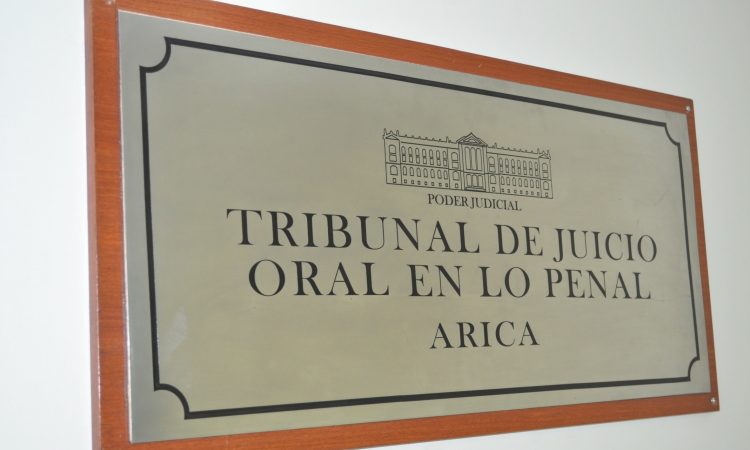 PODER JUDICIAL
TRIBUNAL DE JUICIO
ORAL EN LO PENAL
ARICA